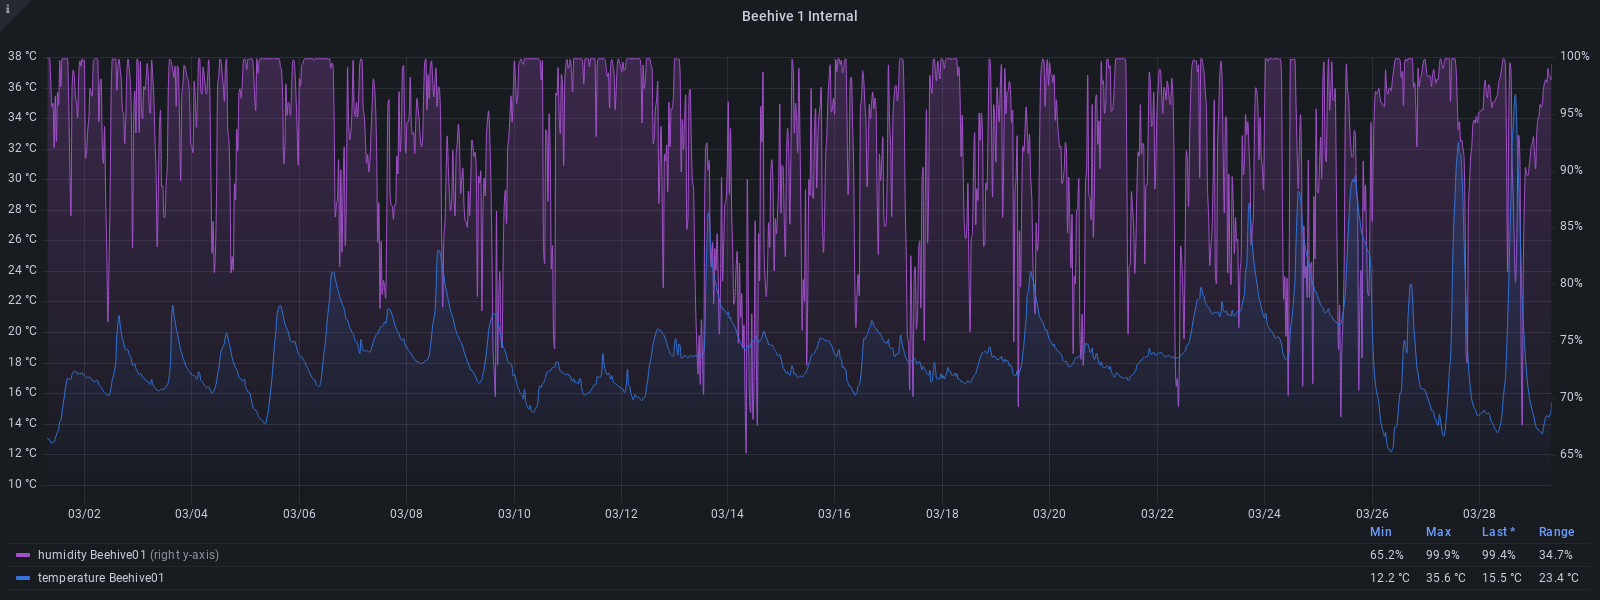 i
Beehive 1 Internal
38 °C 100%
36 °C
34 °C 95%
32 °C
30 °C 90%
28 °C
26 °C 85%
24 °C
22 °C 80%
20 °C 75%
18 °C
16 °C 70%
14 °C
12 °C 65%
10 °C
03/02 03/04 03/06 03/08 03/10 03/12 03/14 03/16 03/18 03/20 03/22 03/24 03/26 03/28
Min Max Last * Range
humidity Beehive01 (right y-axis) 65.2% 99.9% 99.4% 34.7%
temperature Beehive01 12.2 °C 35.6 °C 15.5 °C 23.4 °C